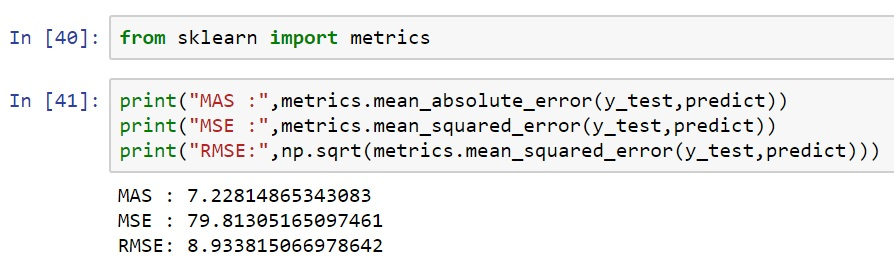 In [40]: from sklearn import metrics
In [41]: print("MAS :",metrics.mean_absolute_error(y_test,predict))
print("MSE :",metrics.mean_squared_error(y_test,predict))
print("RMSE:",np.sqrt(metrics.mean_squared_error(y_test,predict)))
MAS : 7.22814865343083
MSE : 79.81305165097461
RMSE: 8.933815066978642